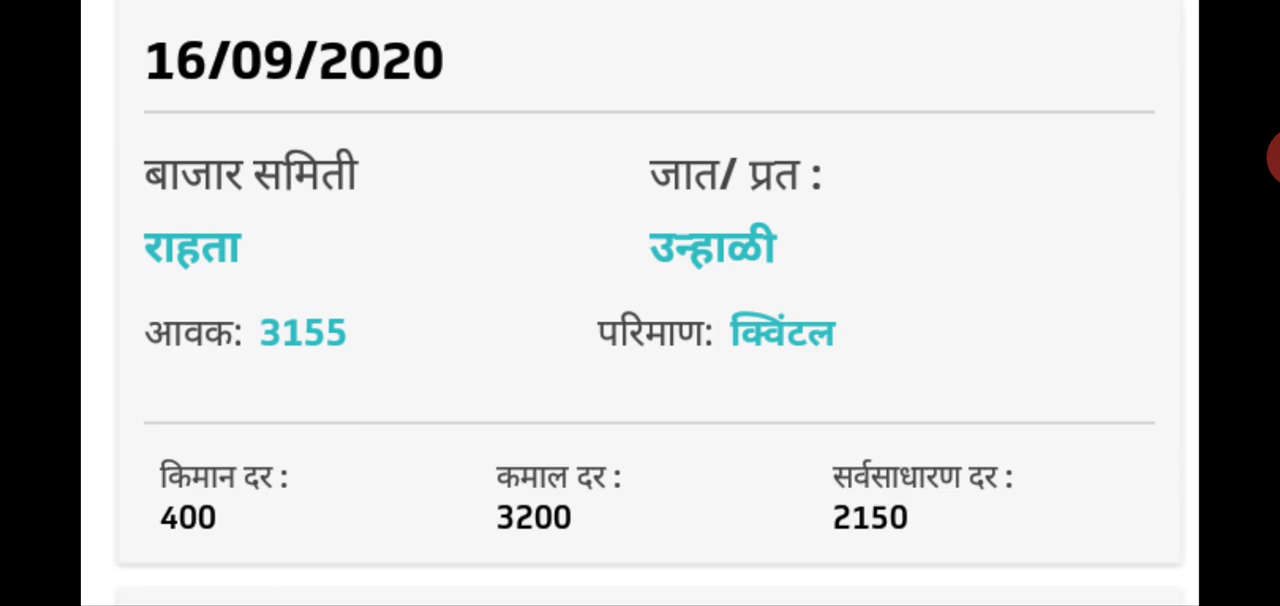 16/09/2020
बाजार समिती जात/ प्रत :
राहता उन्हाळी
आवक: 3155 परिमाण: क्विंटल
किमान दर : कमाल दर : सर्वसाधारण दर :
400 3200 2150